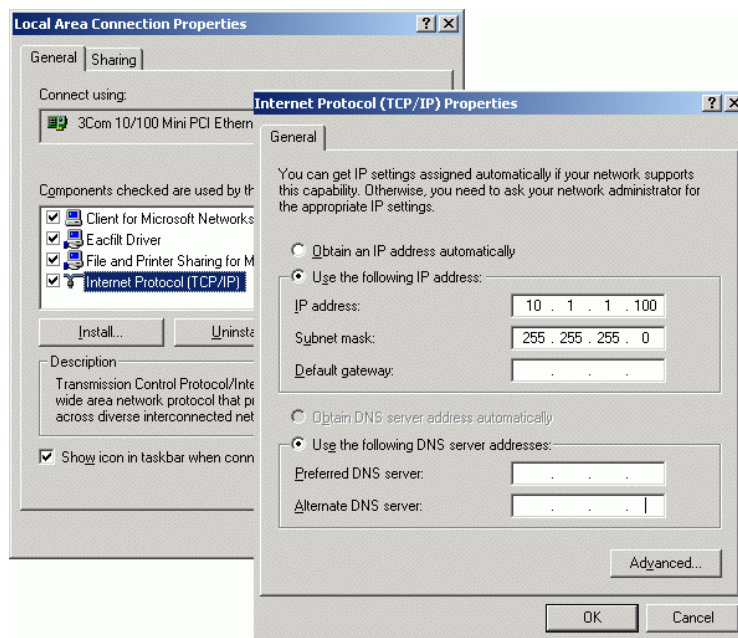 Local Area Connection Properties
General Sharing
Connect using:
3Com 10/100 Mini PCI Ethern
Components checked are used by th
Client for Microsoft Networks
Eacfilt Driver
File and Printer Sharing for M
Internet Protocol (TCP/IP)
Install... Uninsta
Description
Transmission Control Protocol/Inte
wide area network protocol that p
across diverse interconnected net
Show icon in taskbar when conn
Internet Protocol (TCP/IP) Properties
General
You can get IP settings assigned automatically if your network supports
this capability. Otherwise, you need to ask your network administrator for
the appropriate IP settings.
Obtain an IP address automatically
Use the following IP address:
IP address: 10 . 1 . 1 . 100
Subnet mask: 255 . 255 . 255 . 0
Default gateway: . . .
Obtain DNS server address automatically
Use the following DNS server addresses:
Preferred DNS server: . . .
Alternate DNS server: . . .
Advanced...
OK Cancel